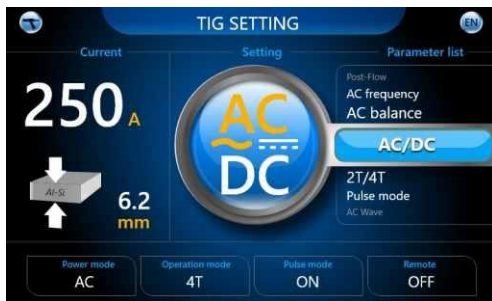 TIG SETTING
EN
Current
Setting
Parameter list
250 A
Al-Si
6.2
mm
AC
DC
Post-Flow
AC frequency
AC balance
AC/DC
2T/4T
Pulse mode
AC Wave
Power mode
AC
Operation mode
4T
Pulse mode
ON
Remote
OFF